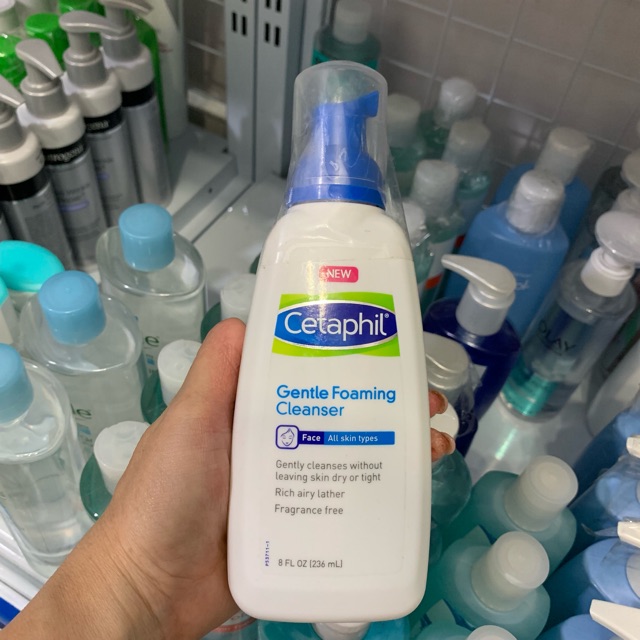 NEW
Cetaphil®
Gentle Foaming
Cleanser
Face All skin types
Gently cleanses without
leaving skin dry or tight
Rich airy lather
Fragrance free
8 FL OZ (236 mL)
OLAY